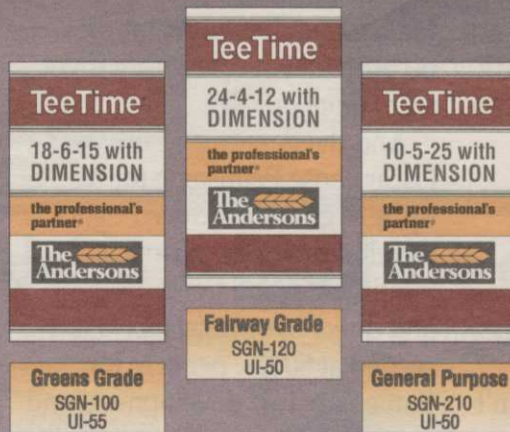 TeeTime
18-6-15 with
DIMENSION
the professional's
partner®
The
Andersons
Greens Grade
SGN-100
UI-55
TeeTime
24-4-12 with
DIMENSION
the professional's
partner®
The
Andersons
Fairway Grade
SGN-120
UI-50
TeeTime
10-5-25 with
DIMENSION
the professional's
partner®
The
Andersons
General Purpose
SGN-210
UI-50